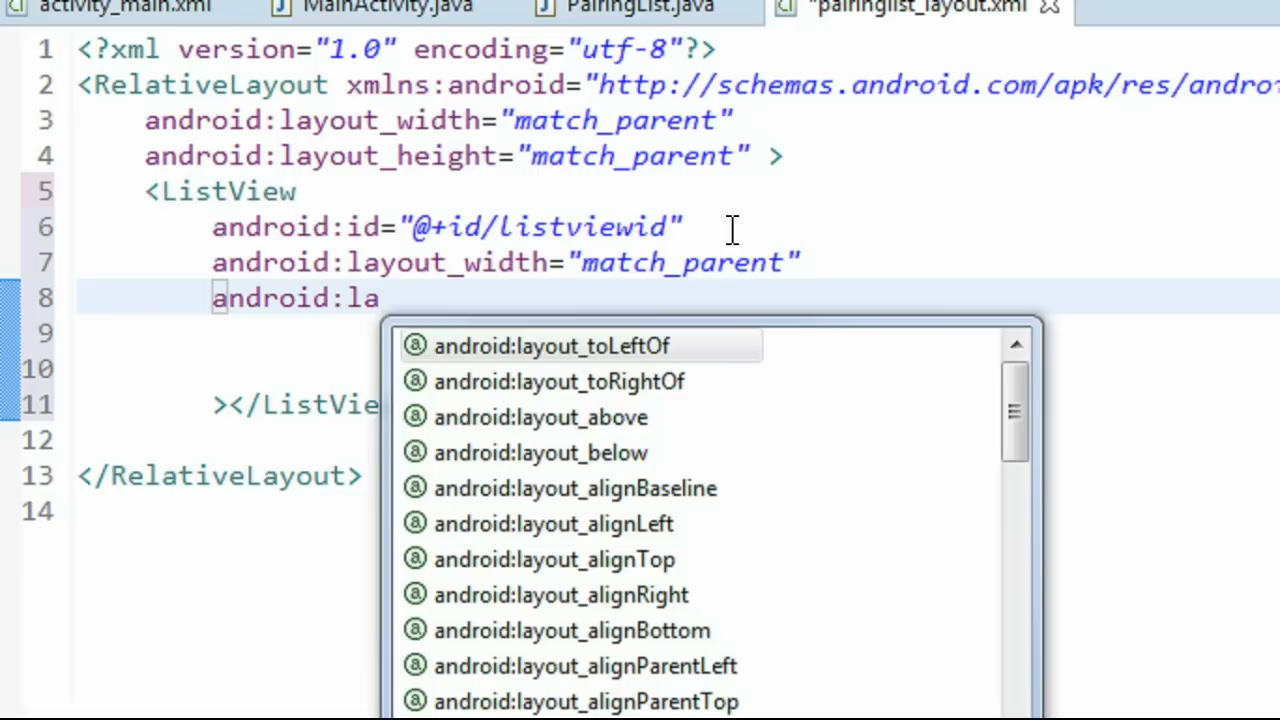 activity_main.xml MainActivity.java PairingList.java *pairinglist_layout.xml
1 <?xml version="1.0" encoding="utf-8"?>
2 <RelativeLayout xmlns:android="http://schemas.android.com/apk/res/andro
3 android:layout_width="match_parent"
4 android:layout_height="match_parent" >
5 <ListView
6 android:id="@+id/listviewid"
7 android:layout_width="match_parent"
8 android:la
9
10
11 ></ListVie
12
13 </RelativeLayout>
14
android:layout_toLeftOf
android:layout_toRightOf
android:layout_above
android:layout_below
android:layout_alignBaseline
android:layout_alignLeft
android:layout_alignTop
android:layout_alignRight
android:layout_alignBottom
android:layout_alignParentLeft
android:layout_alignParentTop